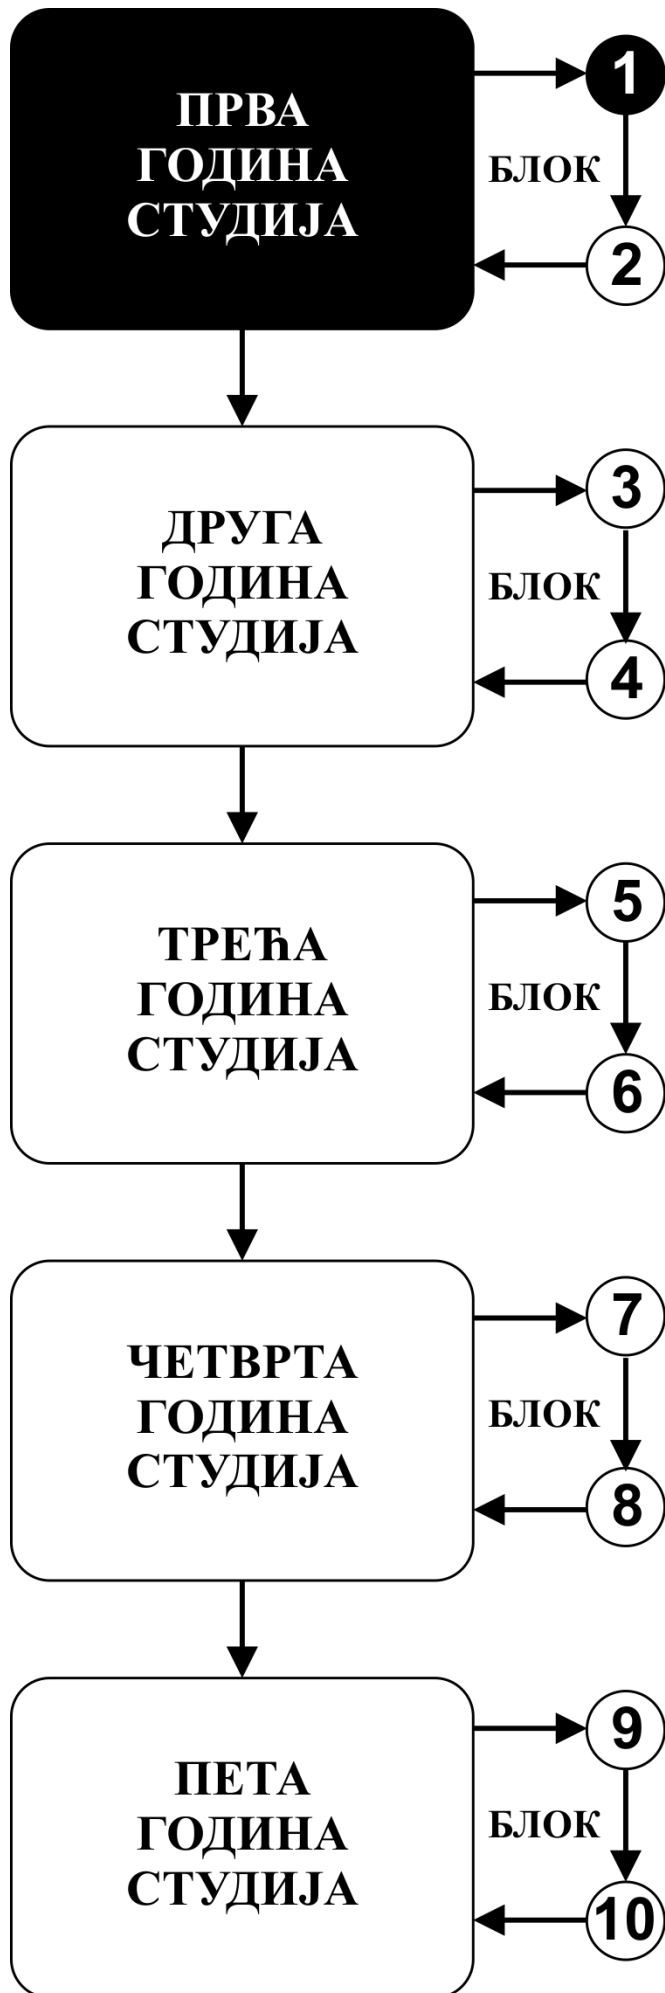 ПРВА
ГОДИНА
СТУДИЈА
1
БЛОК
2
ДРУГА
ГОДИНА
СТУДИЈА
3
БЛОК
4
ТРЕЋА
ГОДИНА
СТУДИЈА
5
БЛОК
6
ЧЕТВРТА
ГОДИНА
СТУДИЈА
7
БЛОК
8
ПЕТА
ГОДИНА
СТУДИЈА
9
БЛОК
10